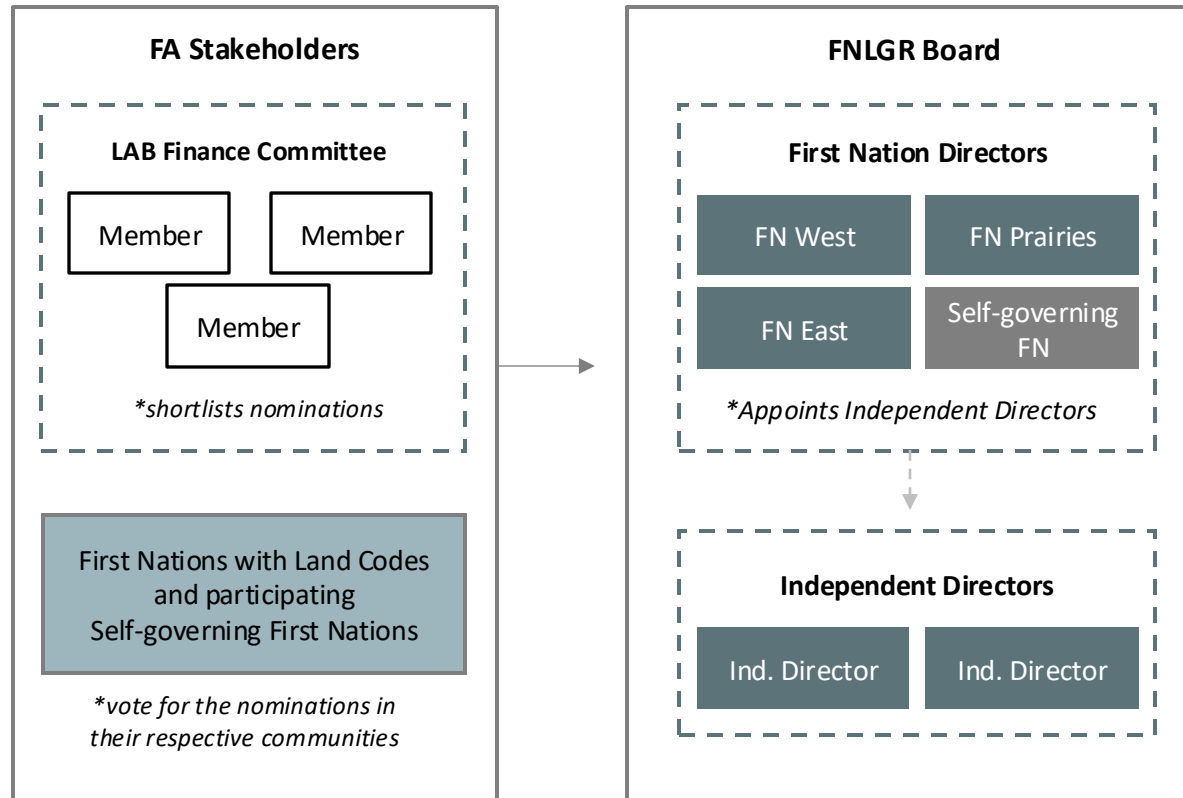 FA Stakeholders
LAB Finance Committee
Member
Member
Member
*shortlists nominations
First Nations with Land Codes
and participating
Self-governing First Nations
*vote for the nominations in
their respective communities
FNLGR Board
First Nation Directors
FN West
FN Prairies
FN East
Self-governing
FN
*Appoints Independent Directors
Independent Directors
Ind. Director
Ind. Director